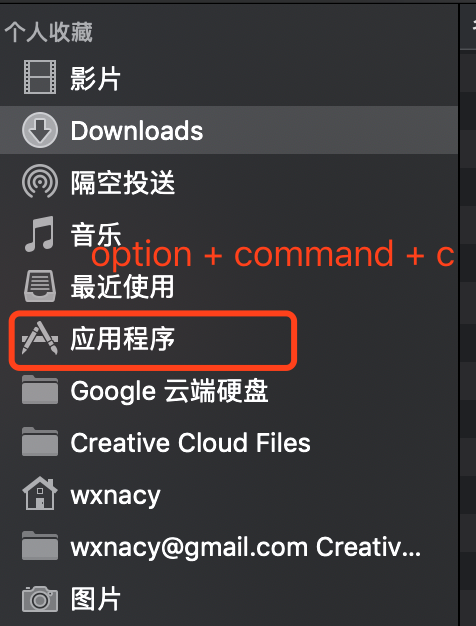 个人收藏
影片
Downloads
隔空投送
音乐
option + command + c
最近使用
应用程序
Google 云端硬盘
Creative Cloud Files
wxnacy
wxnacy@gmail.com Creativ...
图片